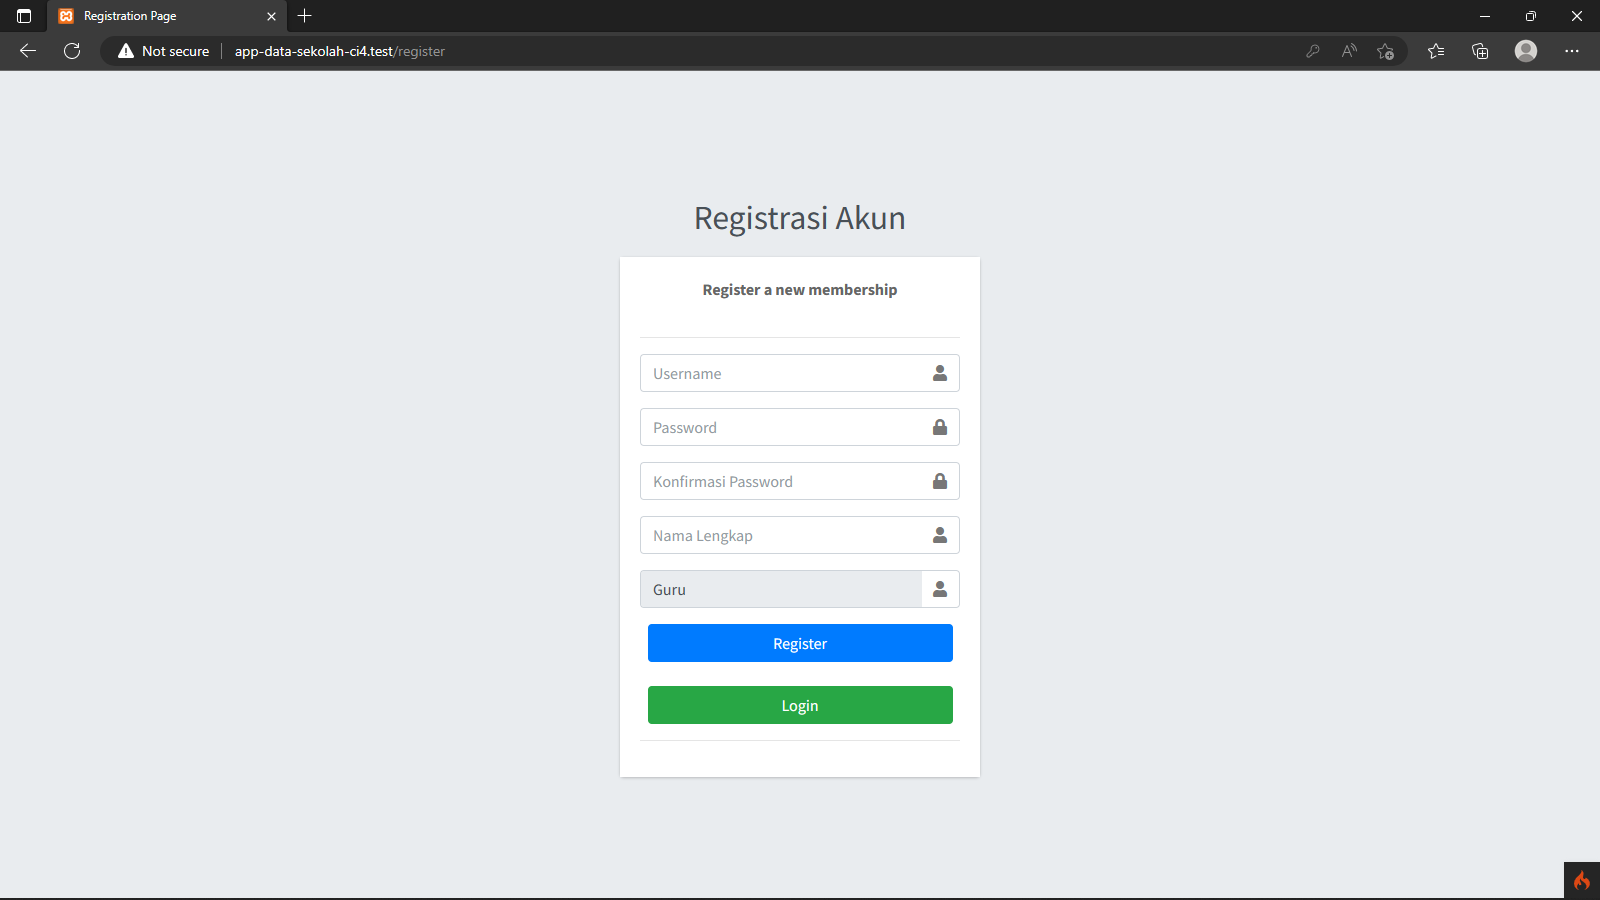 Registration Page
Not secure
app-data-sekolah-ci4.test/register
Registrasi Akun
Register a new membership
Username
Password
Konfirmasi Password
Nama Lengkap
Guru
Register
Login